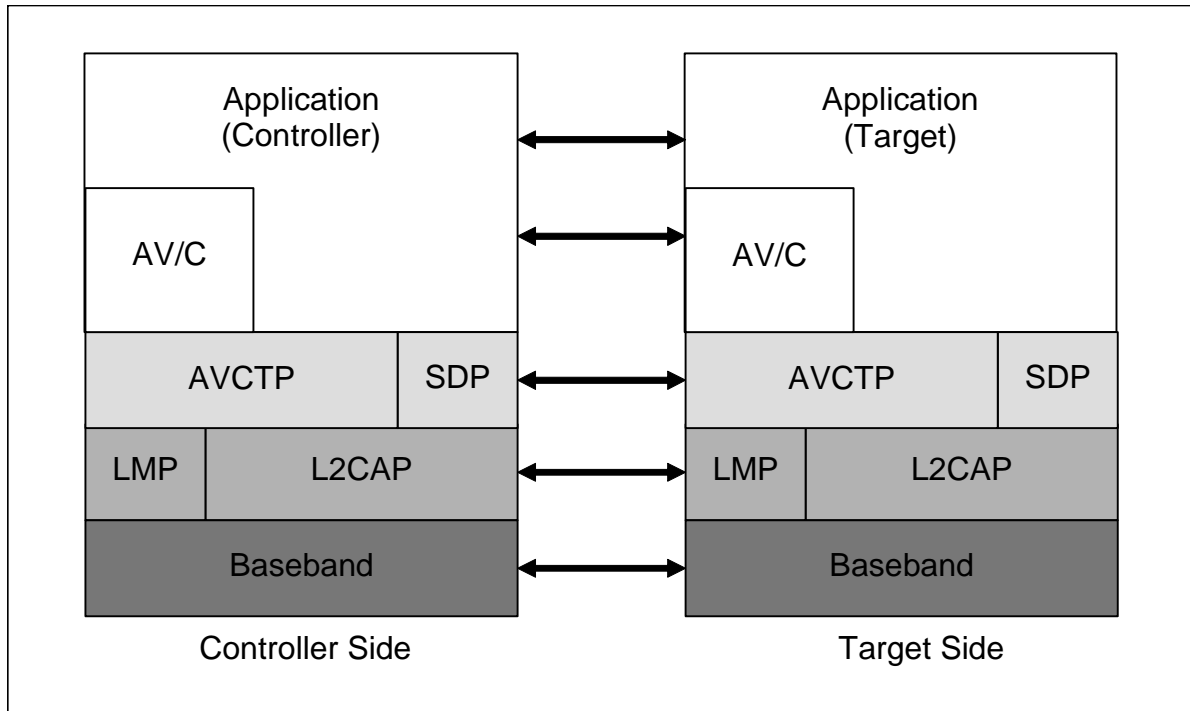 Application
(Controller)
Application
(Target)
AV/C
AV/C
AVCTP
SDP
AVCTP
SDP
LMP
L2CAP
LMP
L2CAP
Baseband
Baseband
Controller Side
Target Side